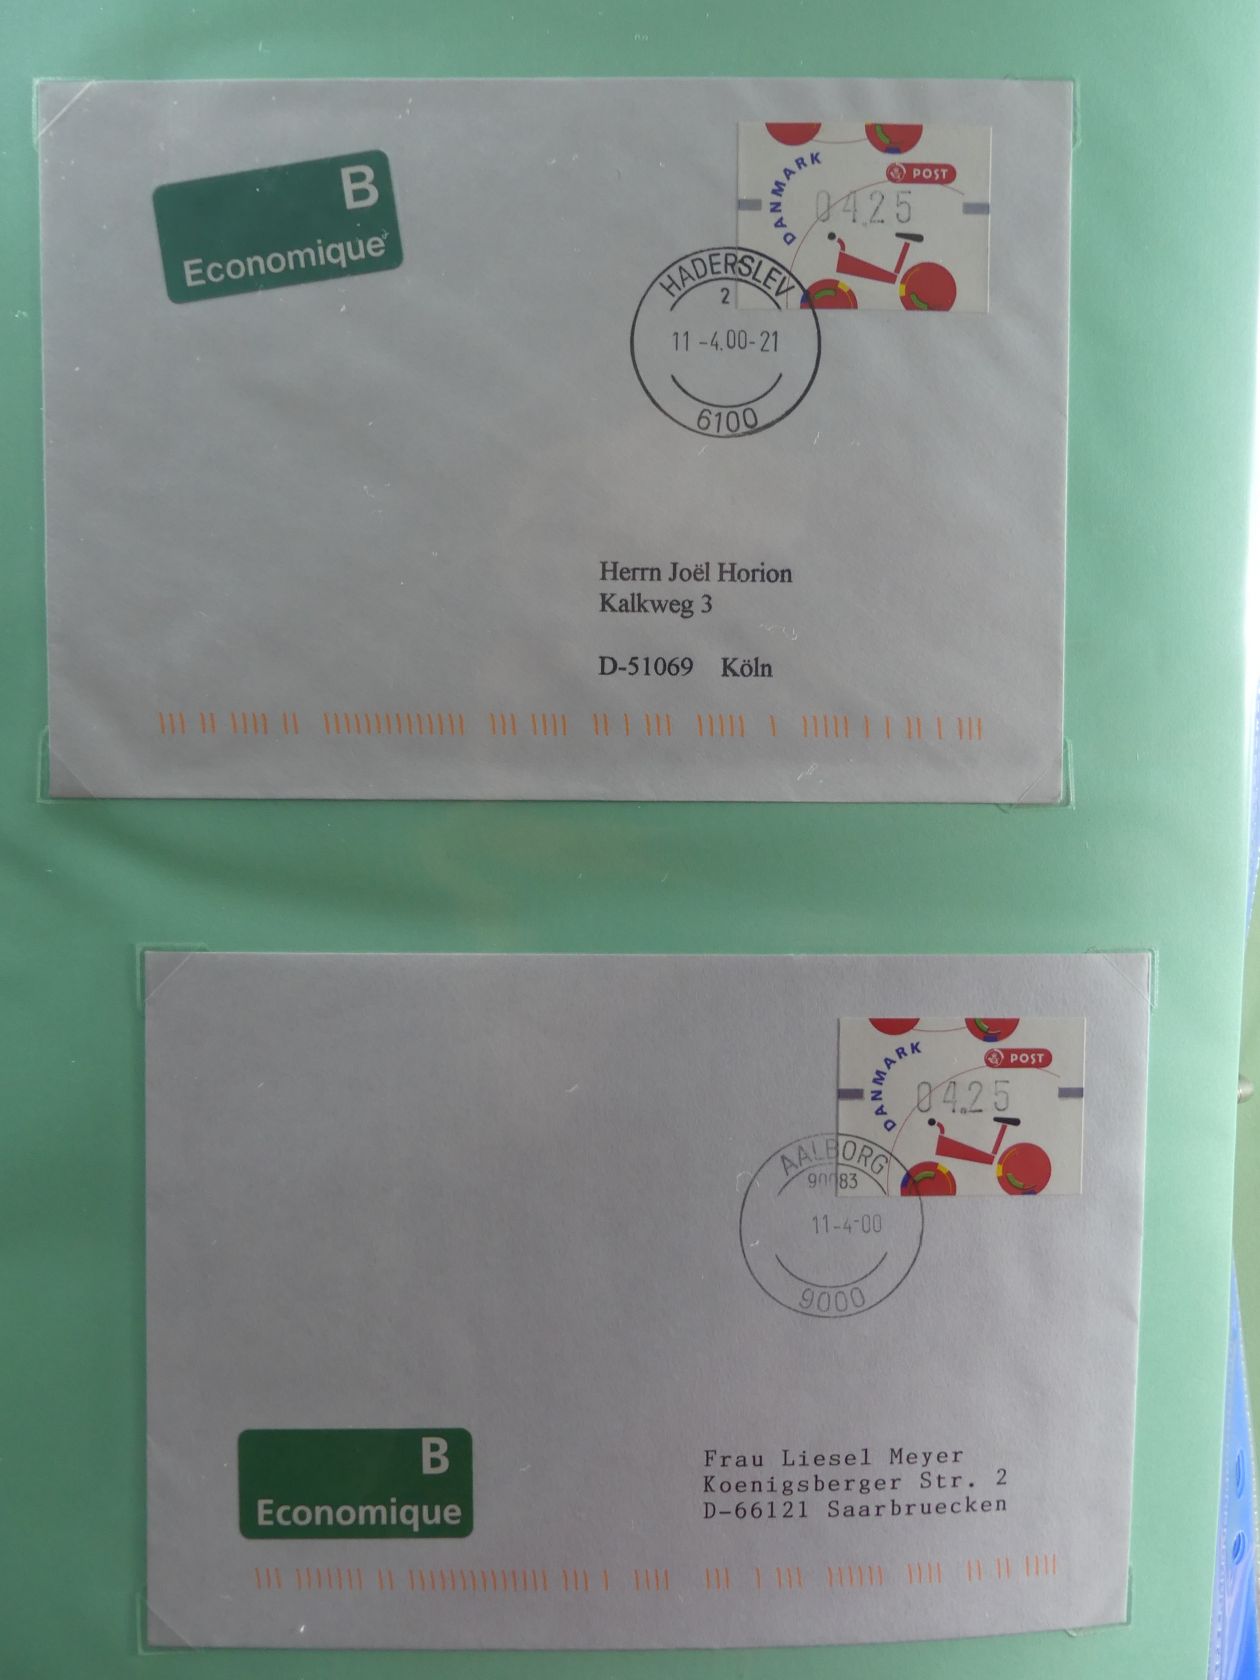 B
Economique
DANMARK
POST
04.25
HADERSLEV
2
11 -4.00-21
6100
Herrn Joël Horion
Kalkweg 3
D-51069 Köln
DANMARK
POST
04.25
AALBORG
90083
11-4-00
9000
B
Economique
Frau Liesel Meyer
Koenigsberger Str. 2
D-66121 Saarbruecken